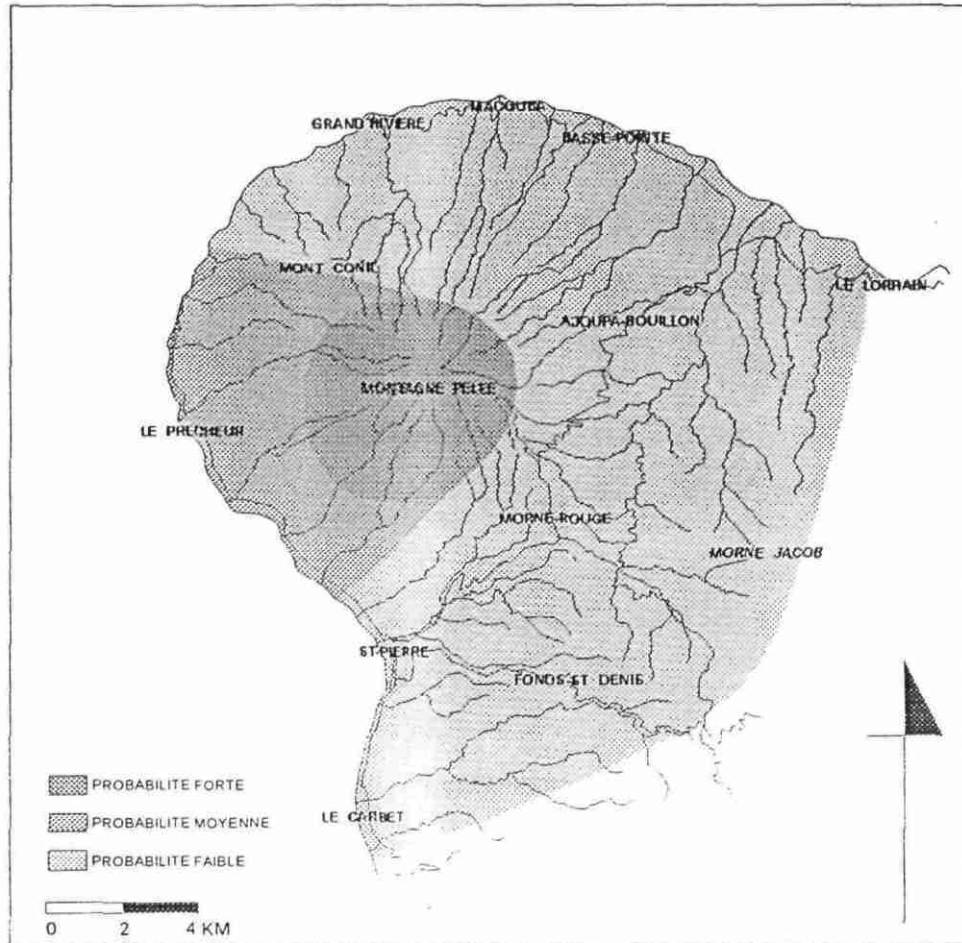 MACOUBA
GRAND RIVIERE
BASSE-POINTE
MONT CONIL
LE LORRAIN
AJOUPA-BOUILLON
MONTAGNE PELEE
LE PRECHEUR
MORNE-ROUGE
MORNE JACOB
ST-PIERRE
FONDS-ST DENIS
PROBABILITE FORTE
PROBABILITE MOYENNE
LE CARBET
PROBABILITE FAIBLE
0 2 4 KM